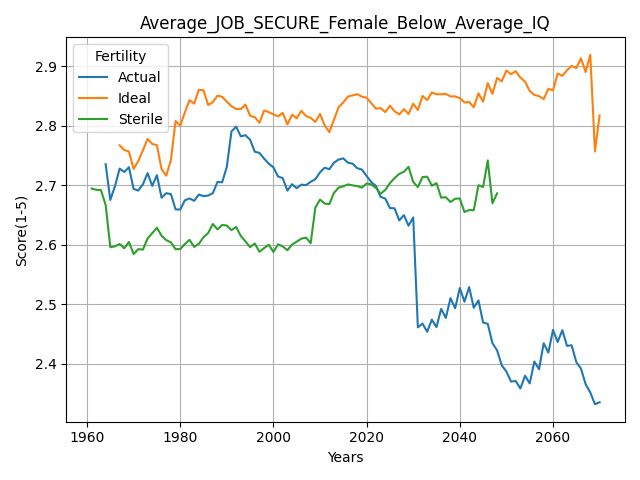 Average_JOB_SECURE_Female_Below_Average_IQ
Fertility
Actual
Ideal
Sterile
Score(1-5)
2.9
2.8
2.7
2.6
2.5
2.4
1960 1980 2000 2020 2040 2060
Years